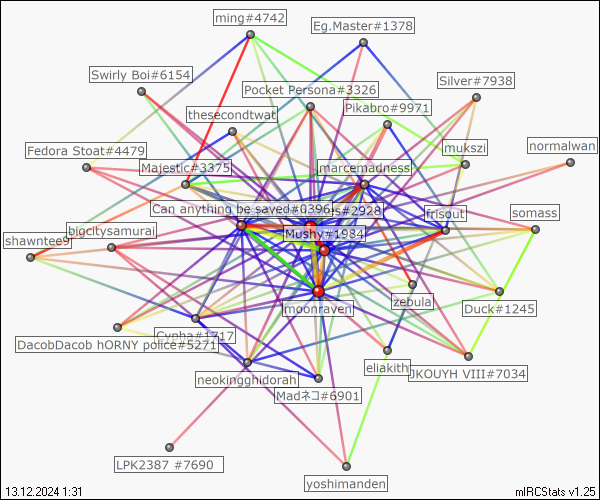 ming#4742
Eg.Master#1378
Swirly Boi#6154
Silver#7938
Pocket Persona#3326
Pikabro#9971
thesecondtwat
mukszi
normalwan
Fedora Stoat#4479
Majestic#3375
marcemadness
Can anything be saved#0396
es#2928
frisout
somass
shawntee9
bigcitysamurai
Mushy#1984
moonraven
zebula
Duck#1245
Cypha#1717
DacobDacob hORNY police#5271
eliakith
JKOUYH VIII#7034
neokingghidorah
Madネコ#6901
LPK2387 #7690
yoshimanden
13.12.2024 1:31
mIRCStats v1.25